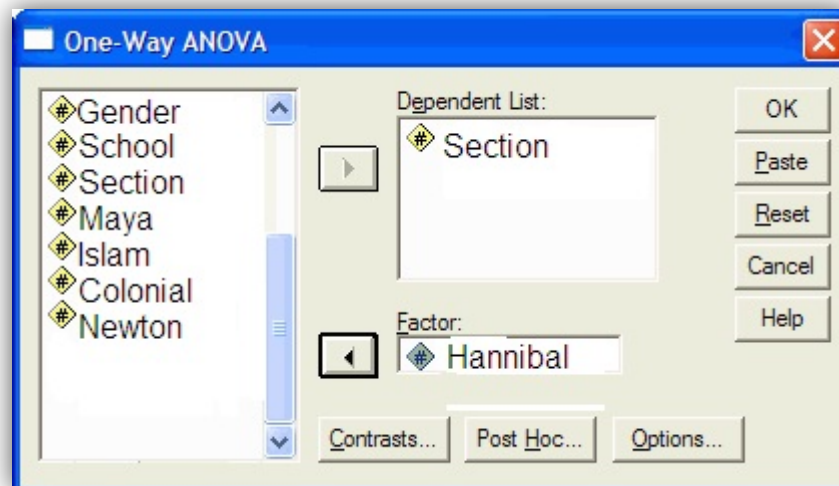 One-Way ANOVA
Gender
School
Section
Maya
Islam
Colonial
Newton
Dependent List:
Section
Factor:
Hannibal
Contrasts...
Post Hoc...
Options...
OK
Paste
Reset
Cancel
Help